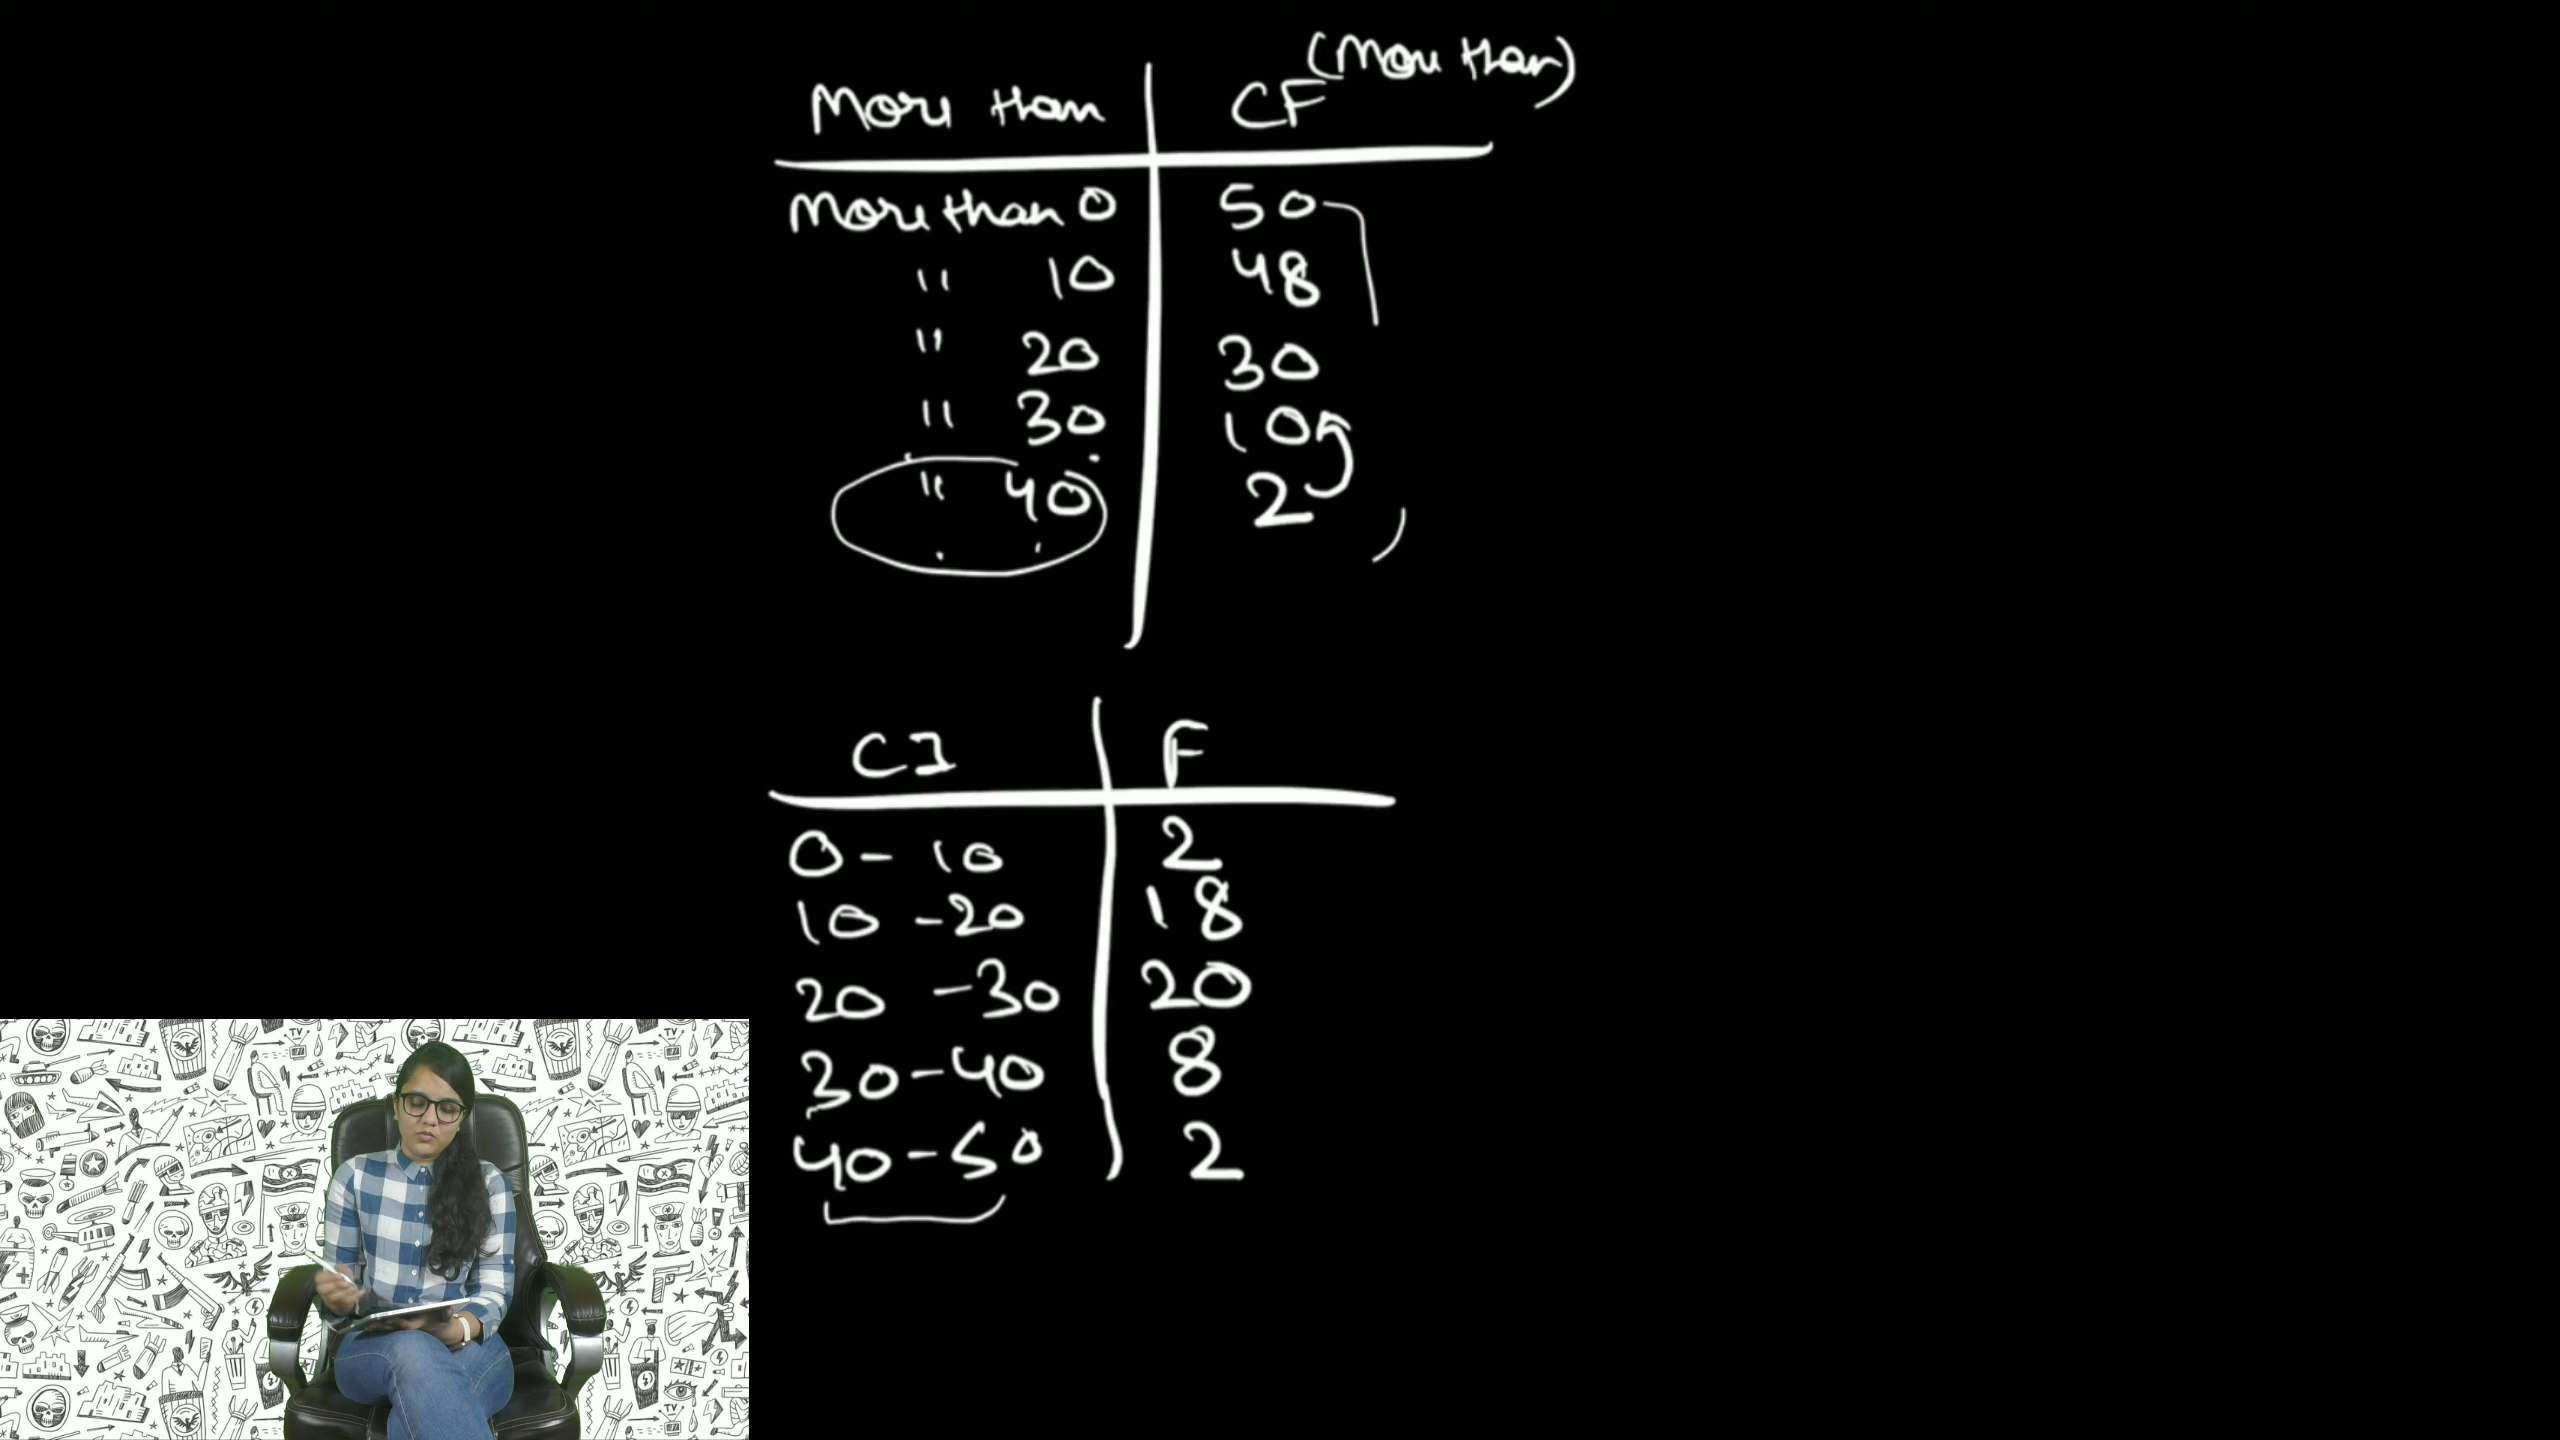 (More than)
More than CF
More than 0 50
" 10 48
" 20 30
" 30 10
" 40 2
CI F
0 - 10 2
10 - 20 18
20 - 30 20
30 - 40 8
40 - 50 2